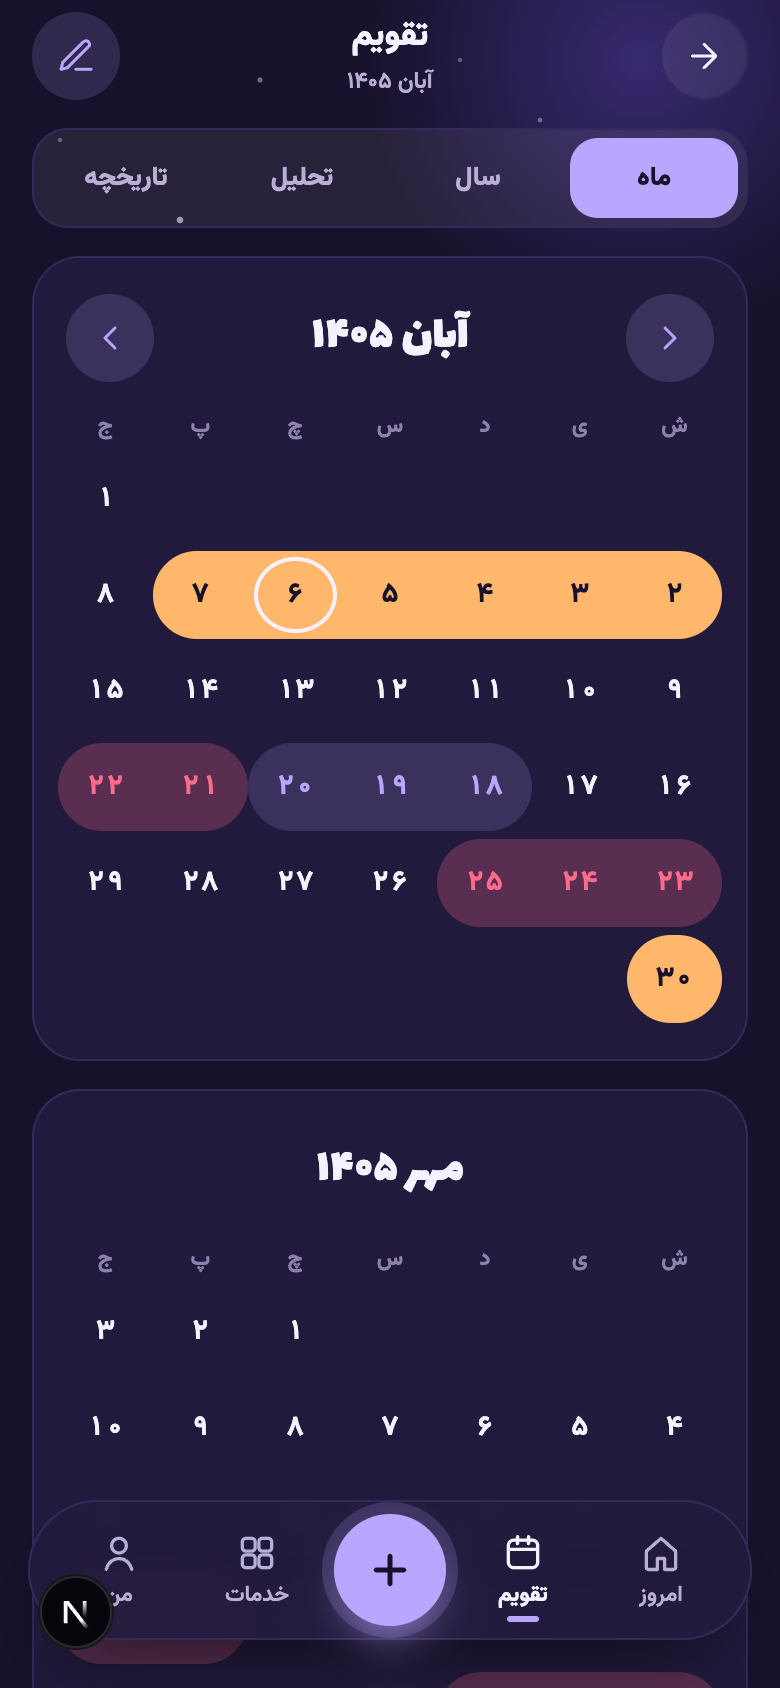 تقویم
آبان ۱۴۰۵
ماه سال تحلیل تاریخچه
آبان ۱۴۰۵
ش ی د س چ پ ج
۱
۲ ۳ ۴ ۵ ۶ ۷ ۸
۹ ۱۰ ۱۱ ۱۲ ۱۳ ۱۴ ۱۵
۱۶ ۱۷ ۱۸ ۱۹ ۲۰ ۲۱ ۲۲
۲۳ ۲۴ ۲۵ ۲۶ ۲۷ ۲۸ ۲۹
۳۰
مهر ۱۴۰۵
ش ی د س چ پ ج
۱ ۲ ۳
۴ ۵ ۶ ۷ ۸ ۹ ۱۰
امروز تقویم + خدمات من
N